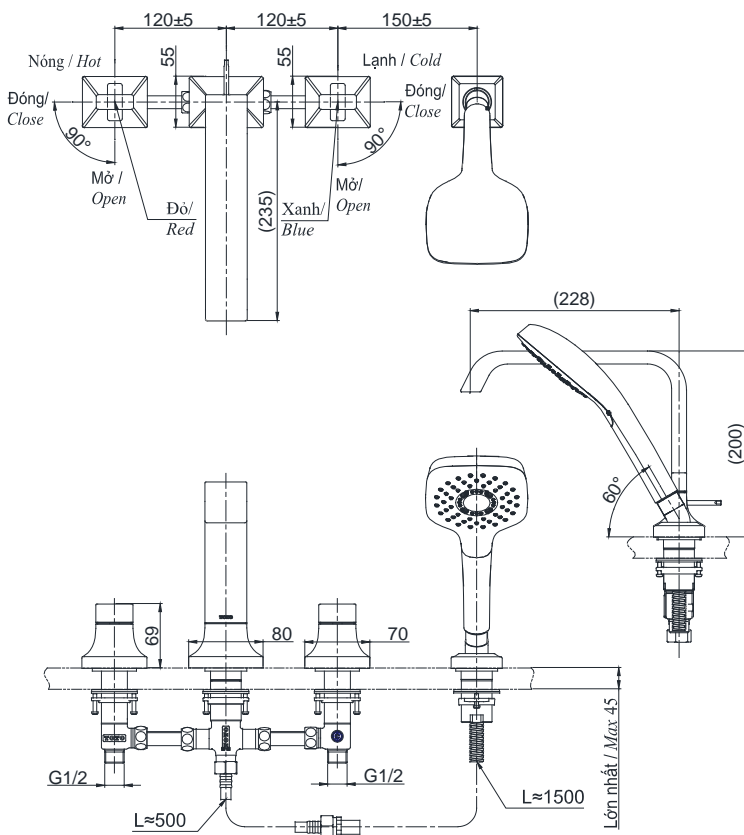 120±5
120±5
150±5
Nóng / Hot
55
55
Lạnh / Cold
Đóng/
Close
Đóng/
Close
90°
90°
Mở /
Open
Mở/
Open
Đỏ/
Red
Xanh/
Blue
(235)
(228)
(200)
60°
69
80
70
Lớn nhất / Max 45
TOTO
G1/2
G1/2
L≈500
L≈1500